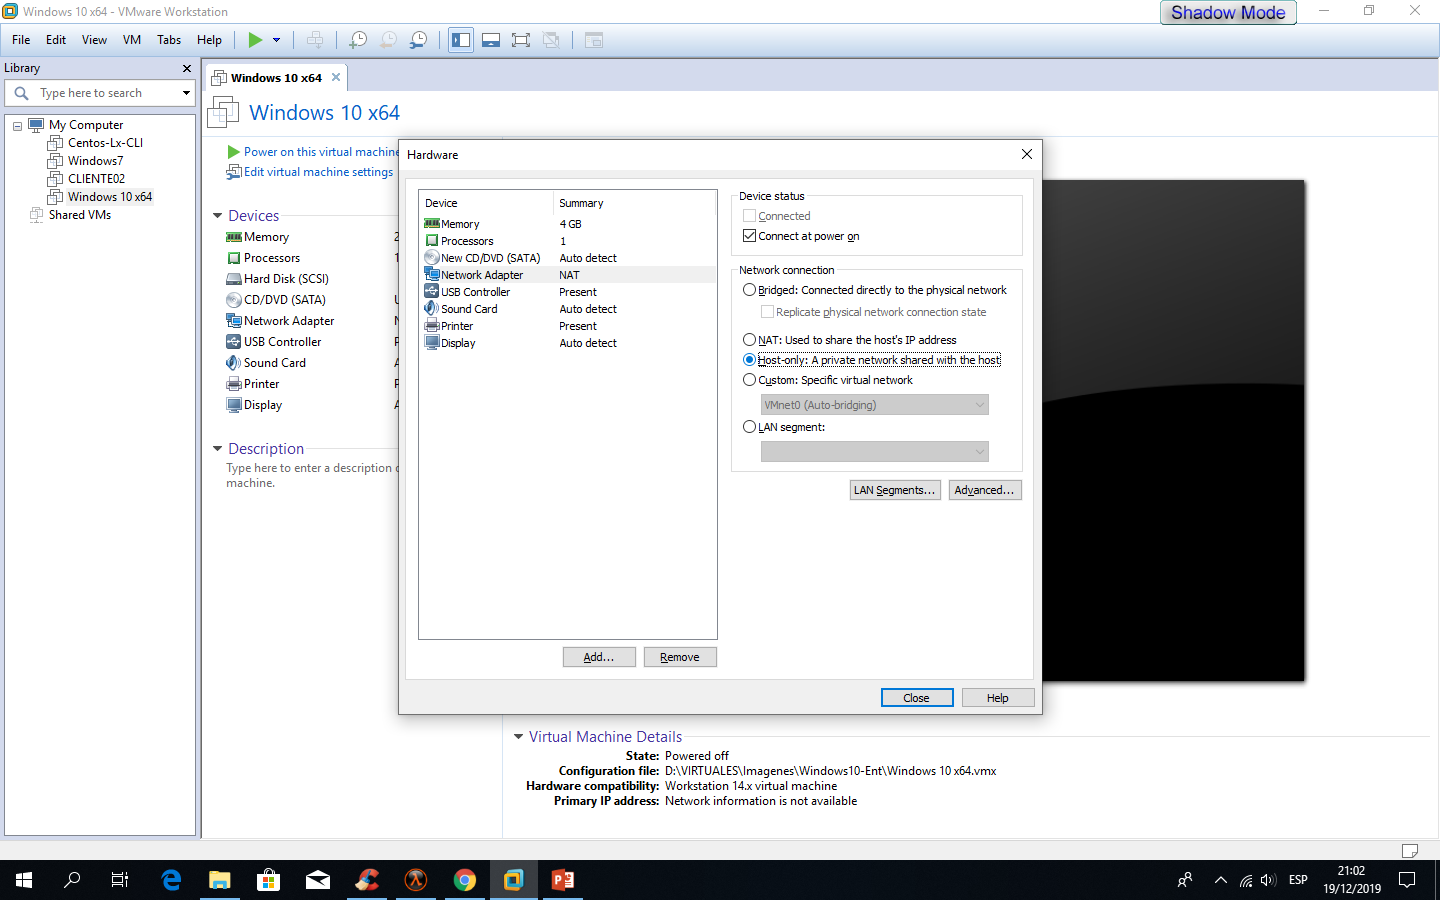 Windows 10 x64 - VMware Workstation
Shadow Mode
File Edit View VM Tabs Help
Library
Type here to search
My Computer
Centos-Lx-CLI
Windows7
CLIENTE02
Windows 10 x64
Shared VMs
Windows 10 x64
Windows 10 x64
Power on this virtual machine
Edit virtual machine settings
Devices
Memory 2
Processors 1
Hard Disk (SCSI)
CD/DVD (SATA)
Network Adapter
USB Controller
Sound Card
Printer
Display
Description
Type here to enter a description
machine.
Hardware
Device Summary
Memory 4 GB
Processors 1
New CD/DVD (SATA) Auto detect
Network Adapter NAT
USB Controller Present
Sound Card Auto detect
Printer Present
Display Auto detect
Add...
Remove
Device status
Connected
Connect at power on
Network connection
Bridged: Connected directly to the physical network
Replicate physical network connection state
NAT: Used to share the host's IP address
Host-only: A private network shared with the host
Custom: Specific virtual network
VMnet0 (Auto-bridging)
LAN segment:
LAN Segments...
Advanced...
Close
Help
Virtual Machine Details
State: Powered off
Configuration file: D:\VIRTUALES\Imagenes\Windows10-Ent\Windows 10 x64.vmx
Hardware compatibility: Workstation 14.x virtual machine
Primary IP address: Network information is not available
ESP
21:02
19/12/2019